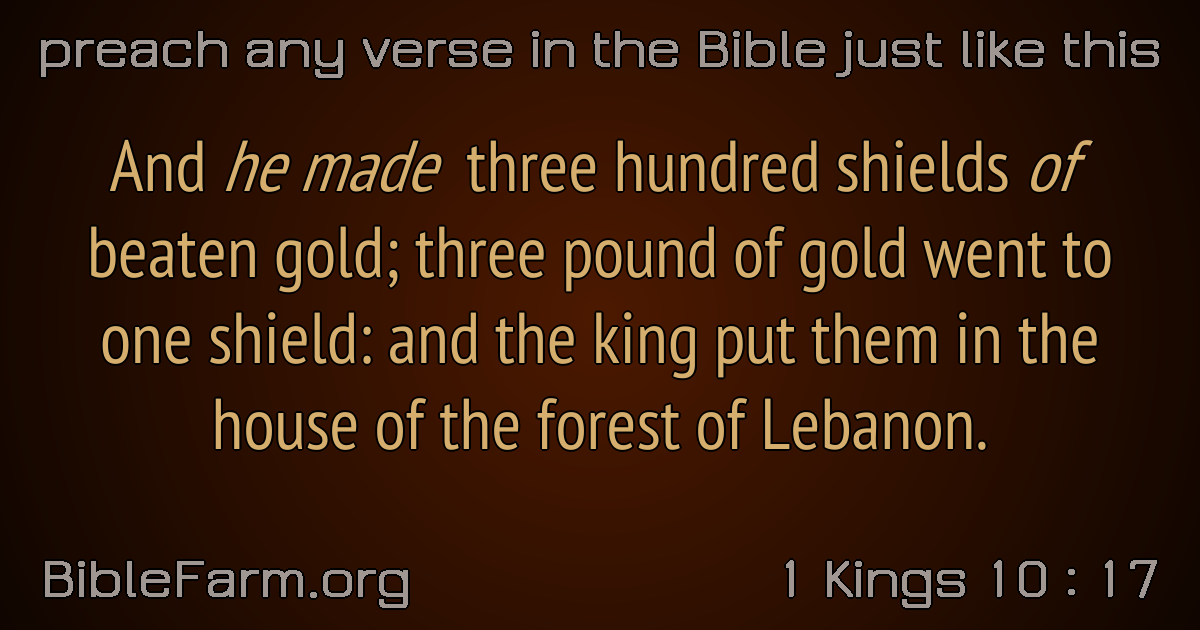 preach any verse in the Bible just like this
And he made three hundred shields of
beaten gold; three pound of gold went to
one shield: and the king put them in the
house of the forest of Lebanon.
BibleFarm.org
1 Kings 10 : 17